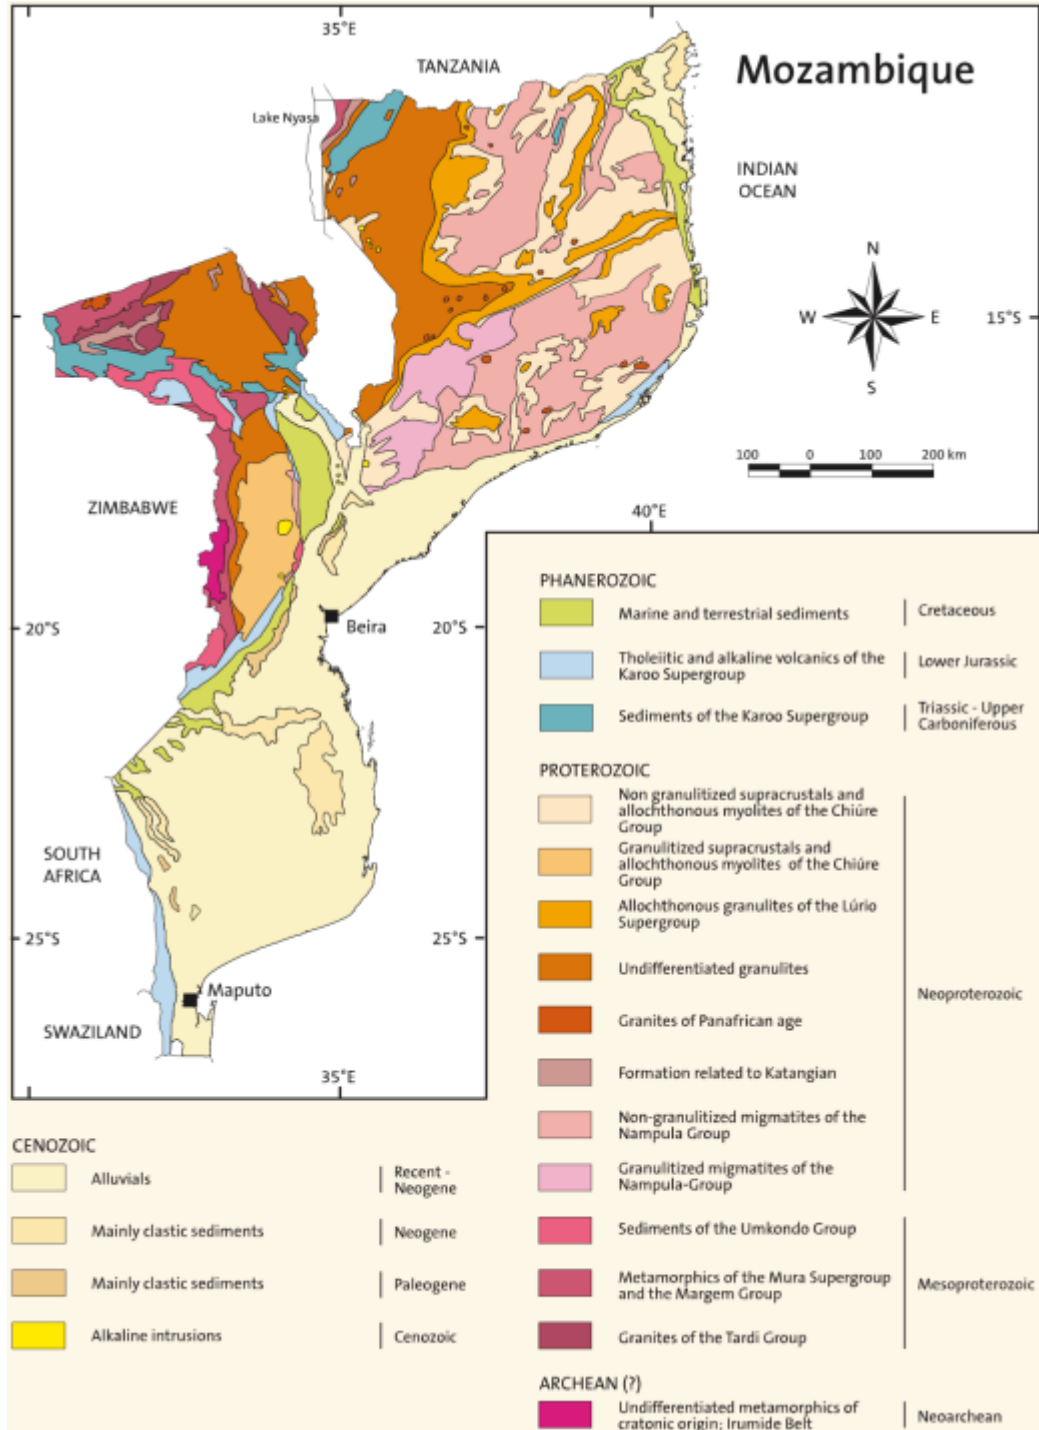 35°E
TANZANIA
Mozambique
Lake Nyasa
INDIAN
OCEAN
N
W
E
15°S
S
100 0 100 200 km
ZIMBABWE
40°E
20°S
Beira
20°S
SOUTH
AFRICA
25°S
25°S
Maputo
SWAZILAND
35°E
PHANEROZOIC
Marine and terrestrial sediments
Cretaceous
Tholeiitic and alkaline volcanics of the
Karoo Supergroup
Lower Jurassic
Sediments of the Karoo Supergroup
Triassic - Upper
Carboniferous
PROTEROZOIC
Non granulitized supracrustals and
allochthonous myolites of the Chiúre
Group
Granulitized supracrustals and
allochthonous myolites of the Chiúre
Group
Allochthonous granulites of the Lúrio
Supergroup
Undifferentiated granulites
Granites of Panafrican age
Formation related to Katangian
Non-granulitized migmatites of the
Nampula Group
Granulitized migmatites of the
Nampula-Group
Neoproterozoic
Sediments of the Umkondo Group
Metamorphics of the Mura Supergroup
and the Margem Group
Granites of the Tardi Group
Mesoproterozoic
ARCHEAN (?)
Undifferentiated metamorphics of
cratonic origin; Irumide Belt
Neoarchean
CENOZOIC
Alluvials
Recent -
Neogene
Mainly clastic sediments
Neogene
Mainly clastic sediments
Paleogene
Alkaline intrusions
Cenozoic